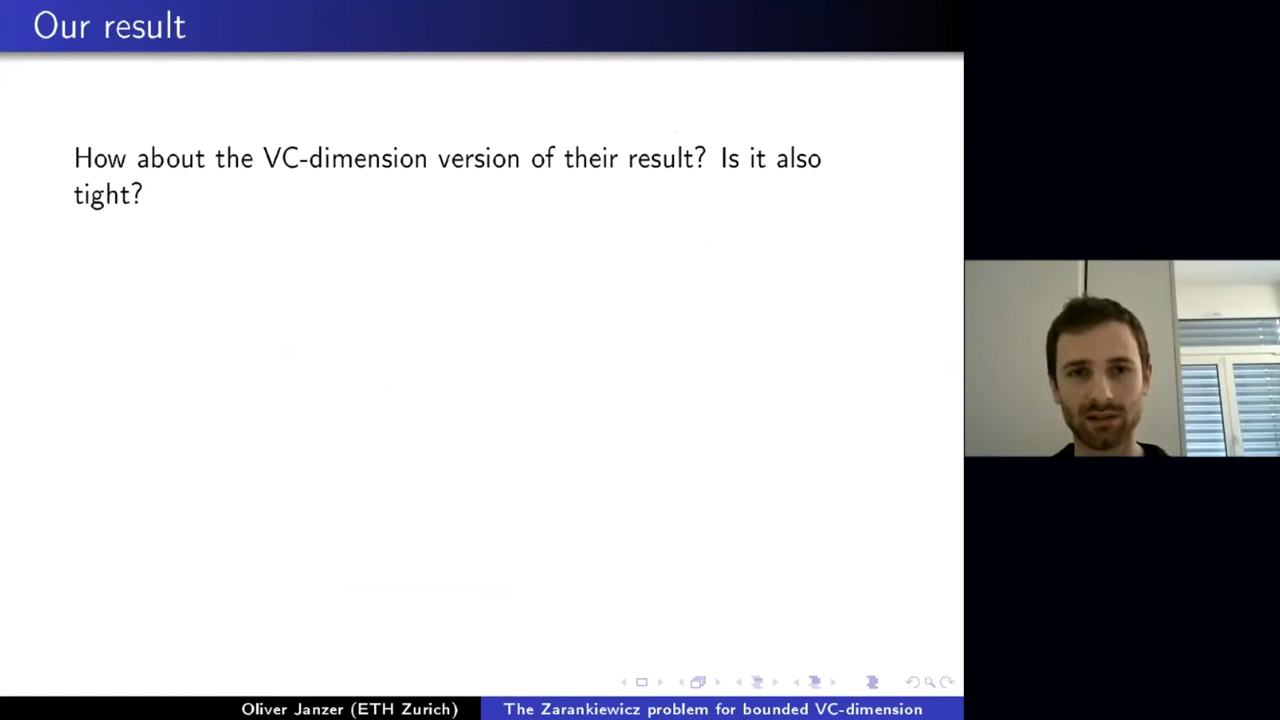 Our result
How about the VC-dimension version of their result? Is it also
tight?
Oliver Janzer (ETH Zurich)
The Zarankiewicz problem for bounded VC-dimension